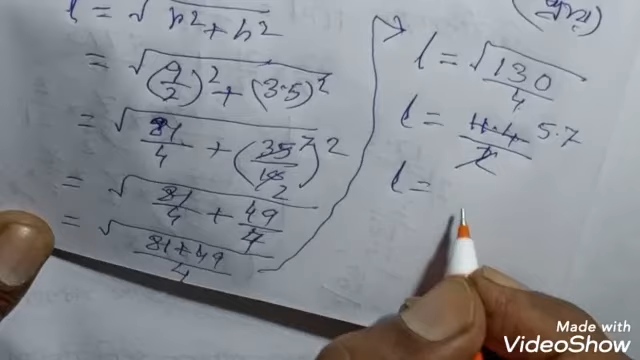 l = √r² + h²
= √(9/2)² + (3.5)²
= √81/4 + (35/10)²
= √81/4 + 49/4
= √81+49/4
l = √130/4
l = 11.4/2 5.7
l =
Made with
VideoShow